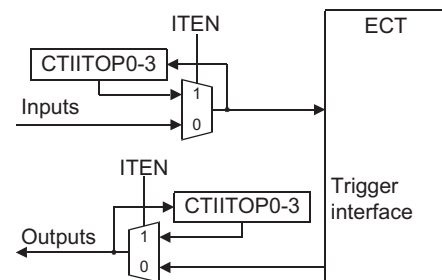 ITEN
ECT
CTIITOP0-3
1
Inputs
0
ITEN
CTIITOP0-3
Trigger
interface
Outputs
1
0